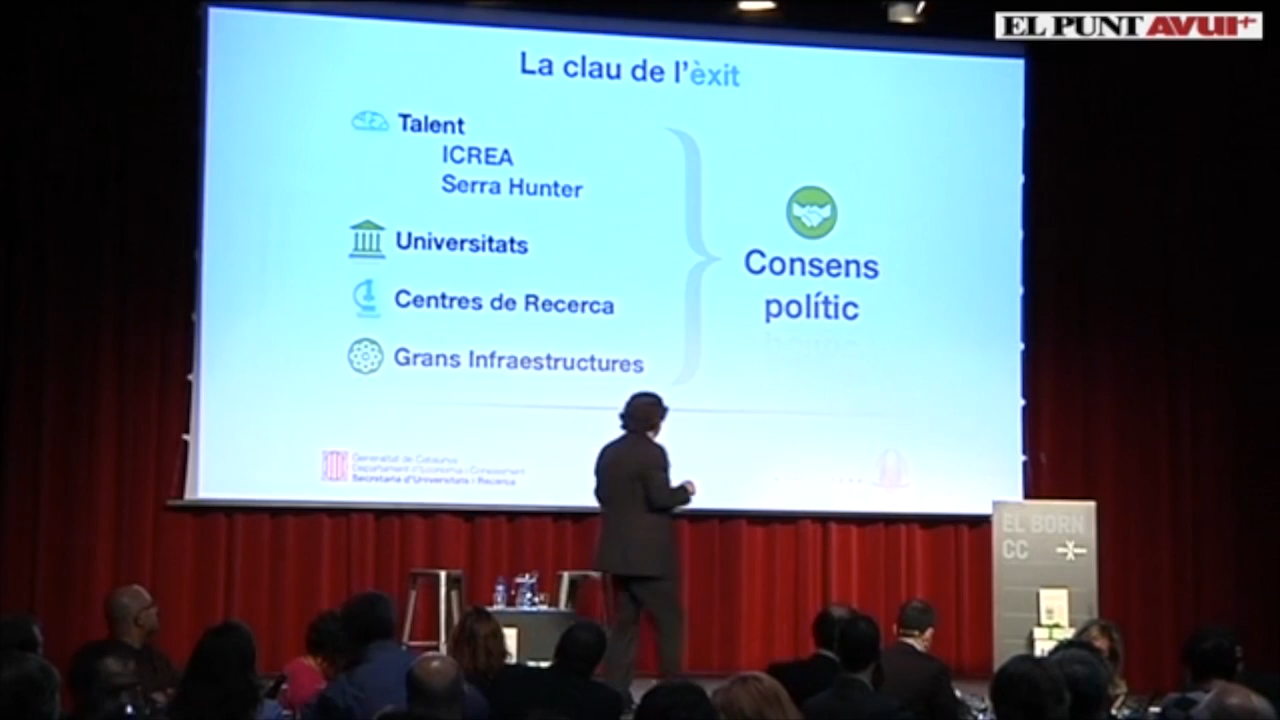 EL PUNT AVUI+
La clau de l'èxit
Talent
ICREA
Serra Hunter
Universitats
Centres de Recerca
Grans Infraestructures
Consens
polític
Generalitat de Catalunya
Departament d'Economia i Coneixement
Secretaria d'Universitats i Recerca
EL BORN
CC